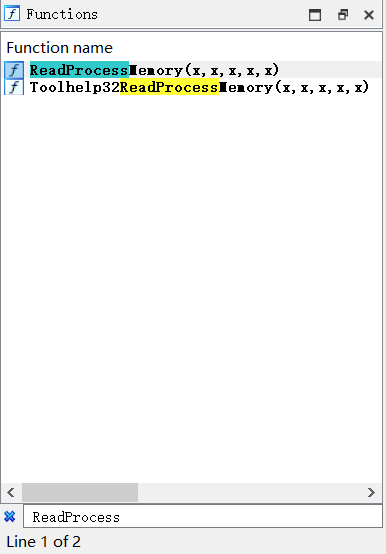 Functions
Function name
ReadProcessMemory(x,x,x,x,x)
Toolhelp32ReadProcessMemory(x,x,x,x,x)
ReadProcess
Line 1 of 2